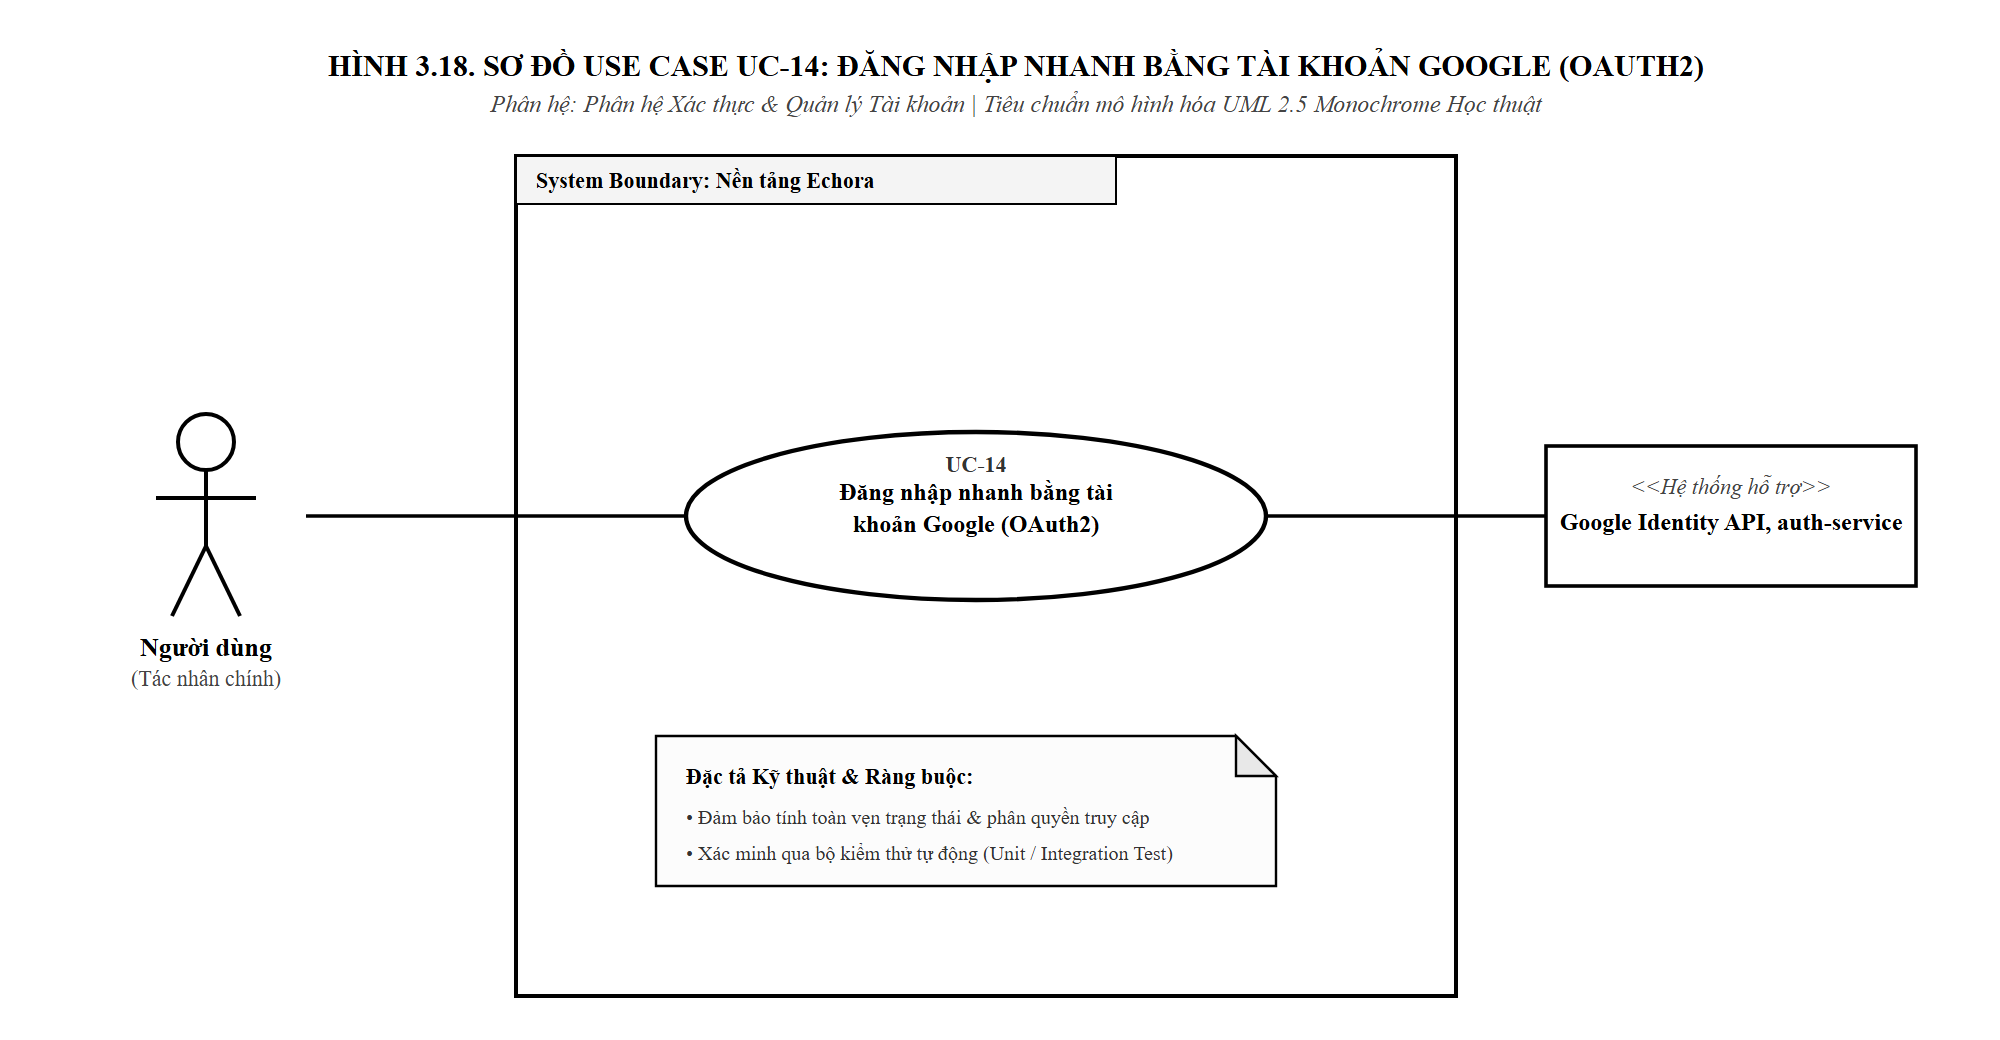 HÌNH 3.18. SƠ ĐỒ USE CASE UC-14: ĐĂNG NHẬP NHANH BẰNG TÀI KHOẢN GOOGLE (OAUTH2)
Phân hệ: Phân hệ Xác thực & Quản lý Tài khoản | Tiêu chuẩn mô hình hóa UML 2.5 Monochrome Học thuật
System Boundary: Nền tảng Echora
UC-14
Đăng nhập nhanh bằng tài
khoản Google (OAuth2)
<<Hệ thống hỗ trợ>>
Google Identity API, auth-service
Người dùng
(Tác nhân chính)
Đặc tả Kỹ thuật & Ràng buộc:
• Đảm bảo tính toàn vẹn trạng thái & phân quyền truy cập
• Xác minh qua bộ kiểm thử tự động (Unit / Integration Test)